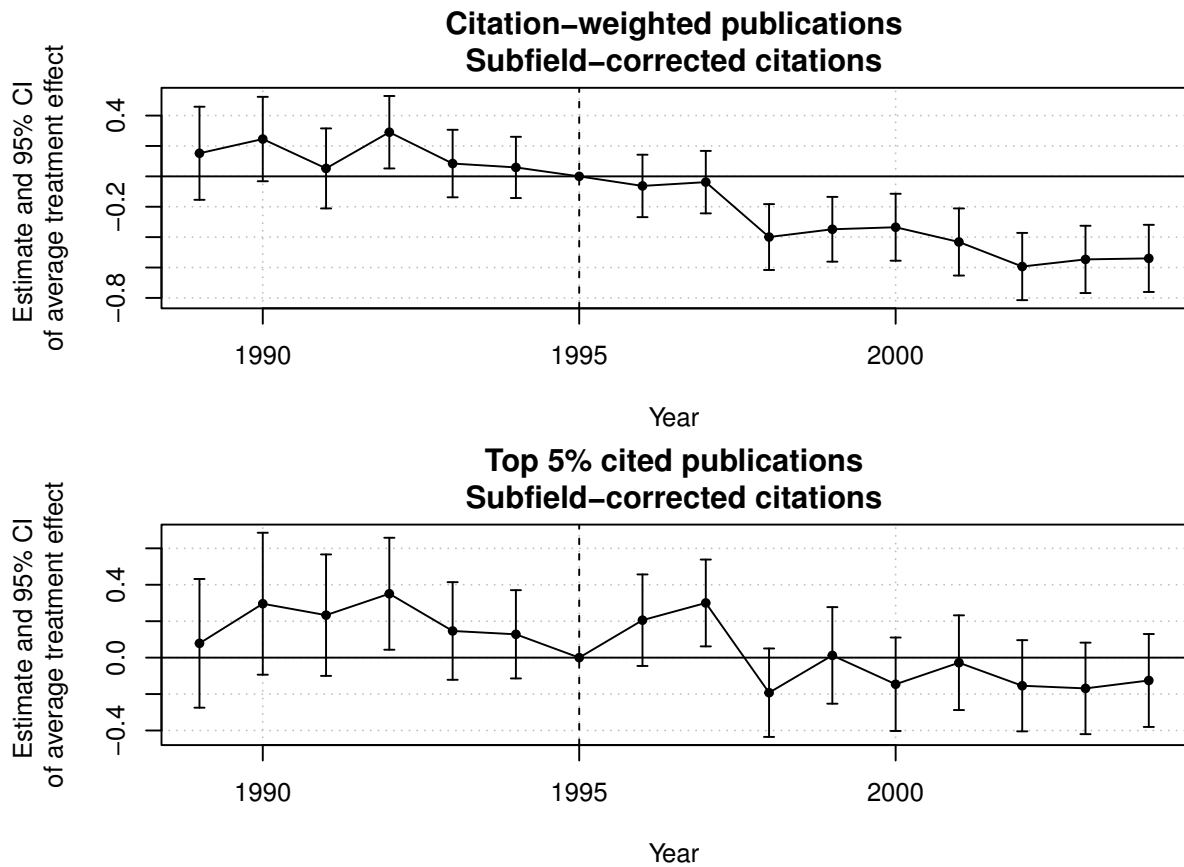 Citation−weighted publications
Subfield−corrected citations
Estimate and 95% CI
of average treatment effect
0.4
−0.2
−0.8
1990
1995
2000
Year
Top 5% cited publications
Subfield−corrected citations
Estimate and 95% CI
of average treatment effect
0.4
0.0
−0.4
1990
1995
2000
Year